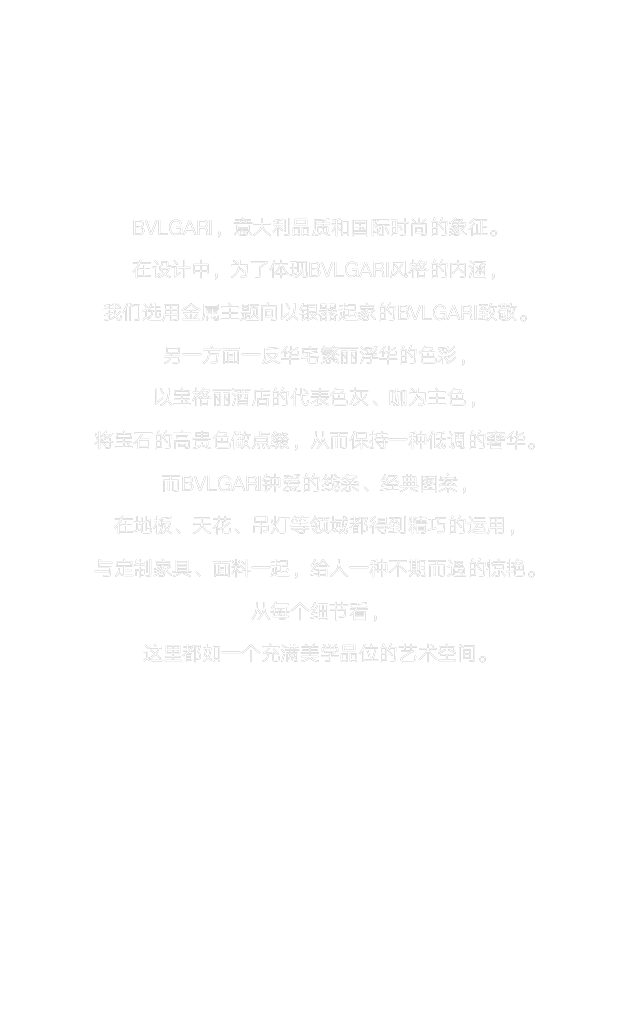 BVLGARI，意大利品质和国际时尚的象征。
在设计中，为了体现BVLGARI风格的内涵，
我们选用金属主题向以银器起家的BVLGARI致敬。
另一方面一反华宅繁丽浮华的色彩，
以宝格丽酒店的代表色灰、咖为主色，
将宝石的高贵色做点缀，从而保持一种低调的奢华。
而BVLGARI钟爱的线条、经典图案，
在地板、天花、吊灯等领域都得到精巧的运用，
与定制家具、面料一起，给人一种不期而遇的惊艳。
从每个细节看，
这里都如一个充满美学品位的艺术空间。